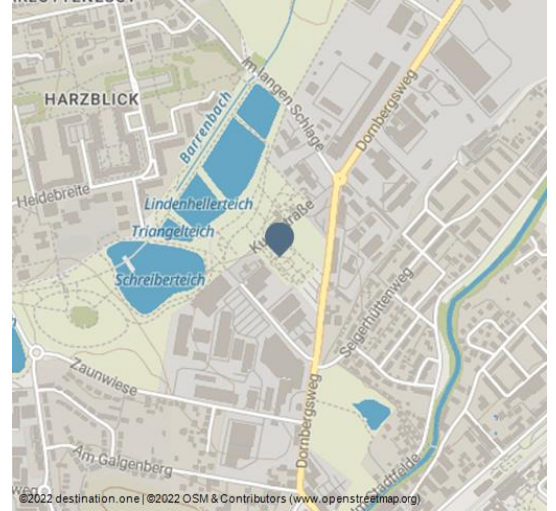 HARZBLICK
Im langen Schlage
Dornbergsweg
Barrenbach
Heidebreite
Lindenhellerteich
Triangelteich
Schreiberteich
Seigerhüttenweg
Zaunwiese
Dornbergsweg
Am Galgenberg
weg
©2022 destination.one | ©2022 OSM & Contributors (www.openstreetmap.org)